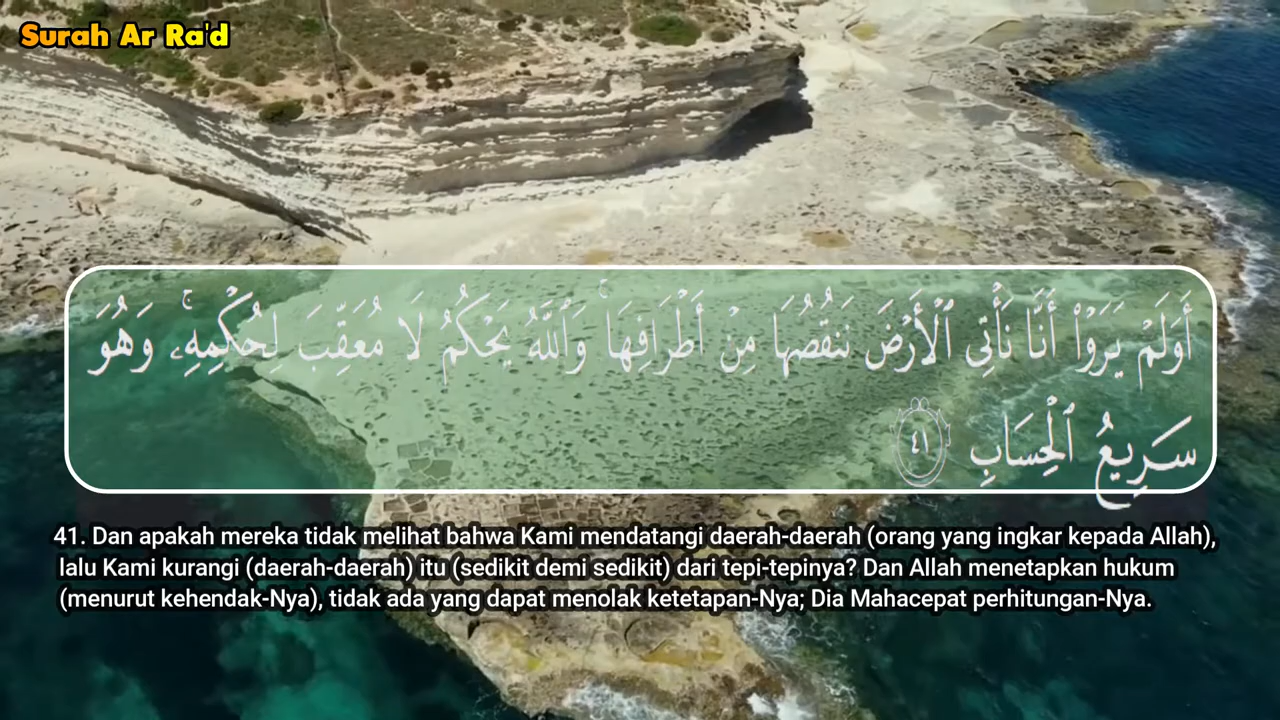 Surah Ar Ra'd
أَوَلَمْ يَرَوْا۟ أَنَّا نَأْتِى ٱلْأَرْضَ نَنقُصُهَا مِنْ أَطْرَافِهَا ۚ وَٱللَّهُ يَحْكُمُ لَا مُعَقِّبَ لِحُكْمِهِۦ ۚ وَهُوَ
سَرِيعُ ٱلْحِسَابِ ٤١
41. Dan apakah mereka tidak melihat bahwa Kami mendatangi daerah-daerah (orang yang ingkar kepada Allah),
lalu Kami kurangi (daerah-daerah) itu (sedikit demi sedikit) dari tepi-tepinya? Dan Allah menetapkan hukum
(menurut kehendak-Nya), tidak ada yang dapat menolak ketetapan-Nya; Dia Mahacepat perhitungan-Nya.